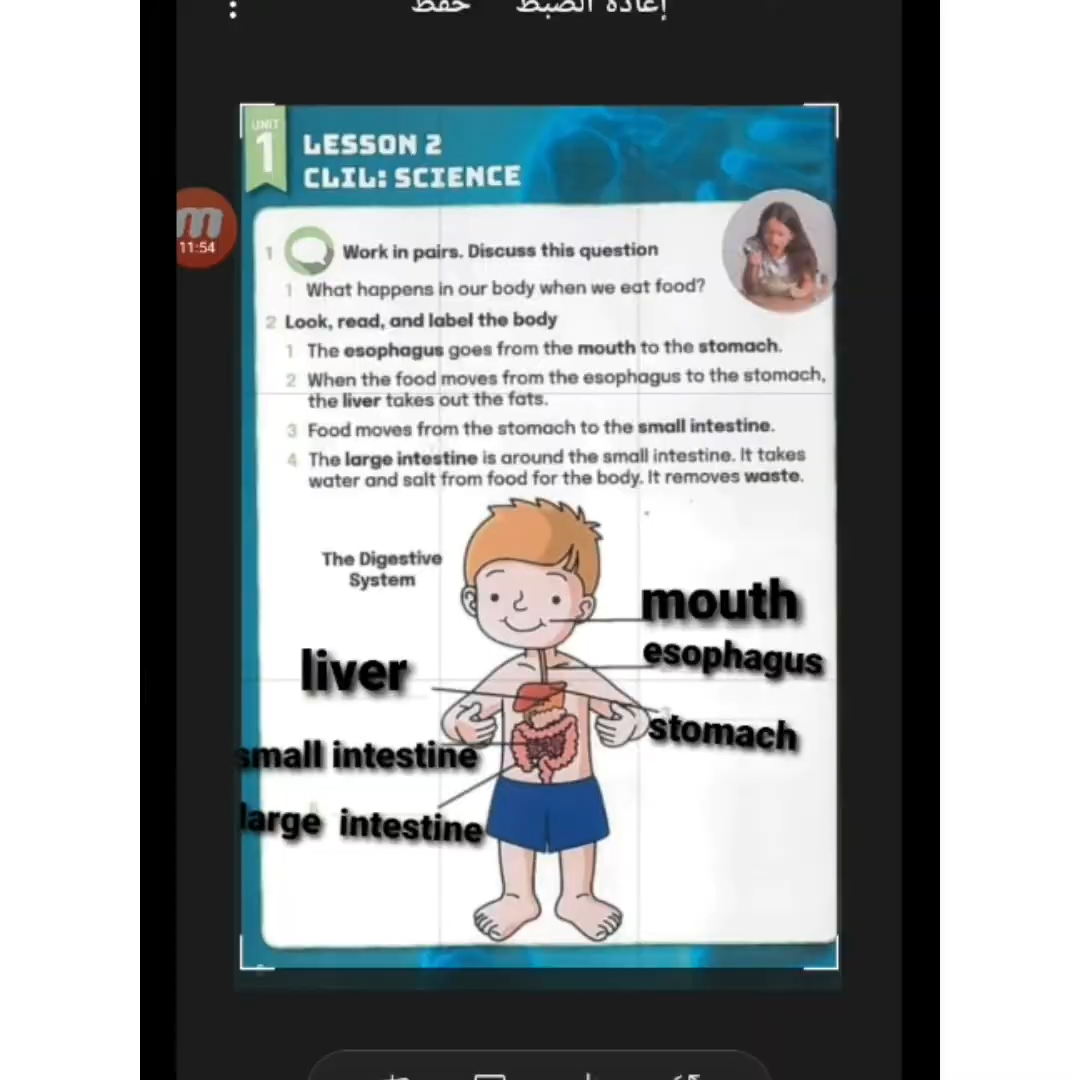 إعادة الضبط حفظ
UNIT
1
LESSON 2
CLIL: SCIENCE
11:54
1 Work in pairs. Discuss this question
1 What happens in our body when we eat food?
2 Look, read, and label the body
1 The esophagus goes from the mouth to the stomach.
2 When the food moves from the esophagus to the stomach,
the liver takes out the fats.
3 Food moves from the stomach to the small intestine.
4 The large intestine is around the small intestine. It takes
water and salt from food for the body. It removes waste.
The Digestive
System
mouth
esophagus
liver
stomach
small intestine
large intestine